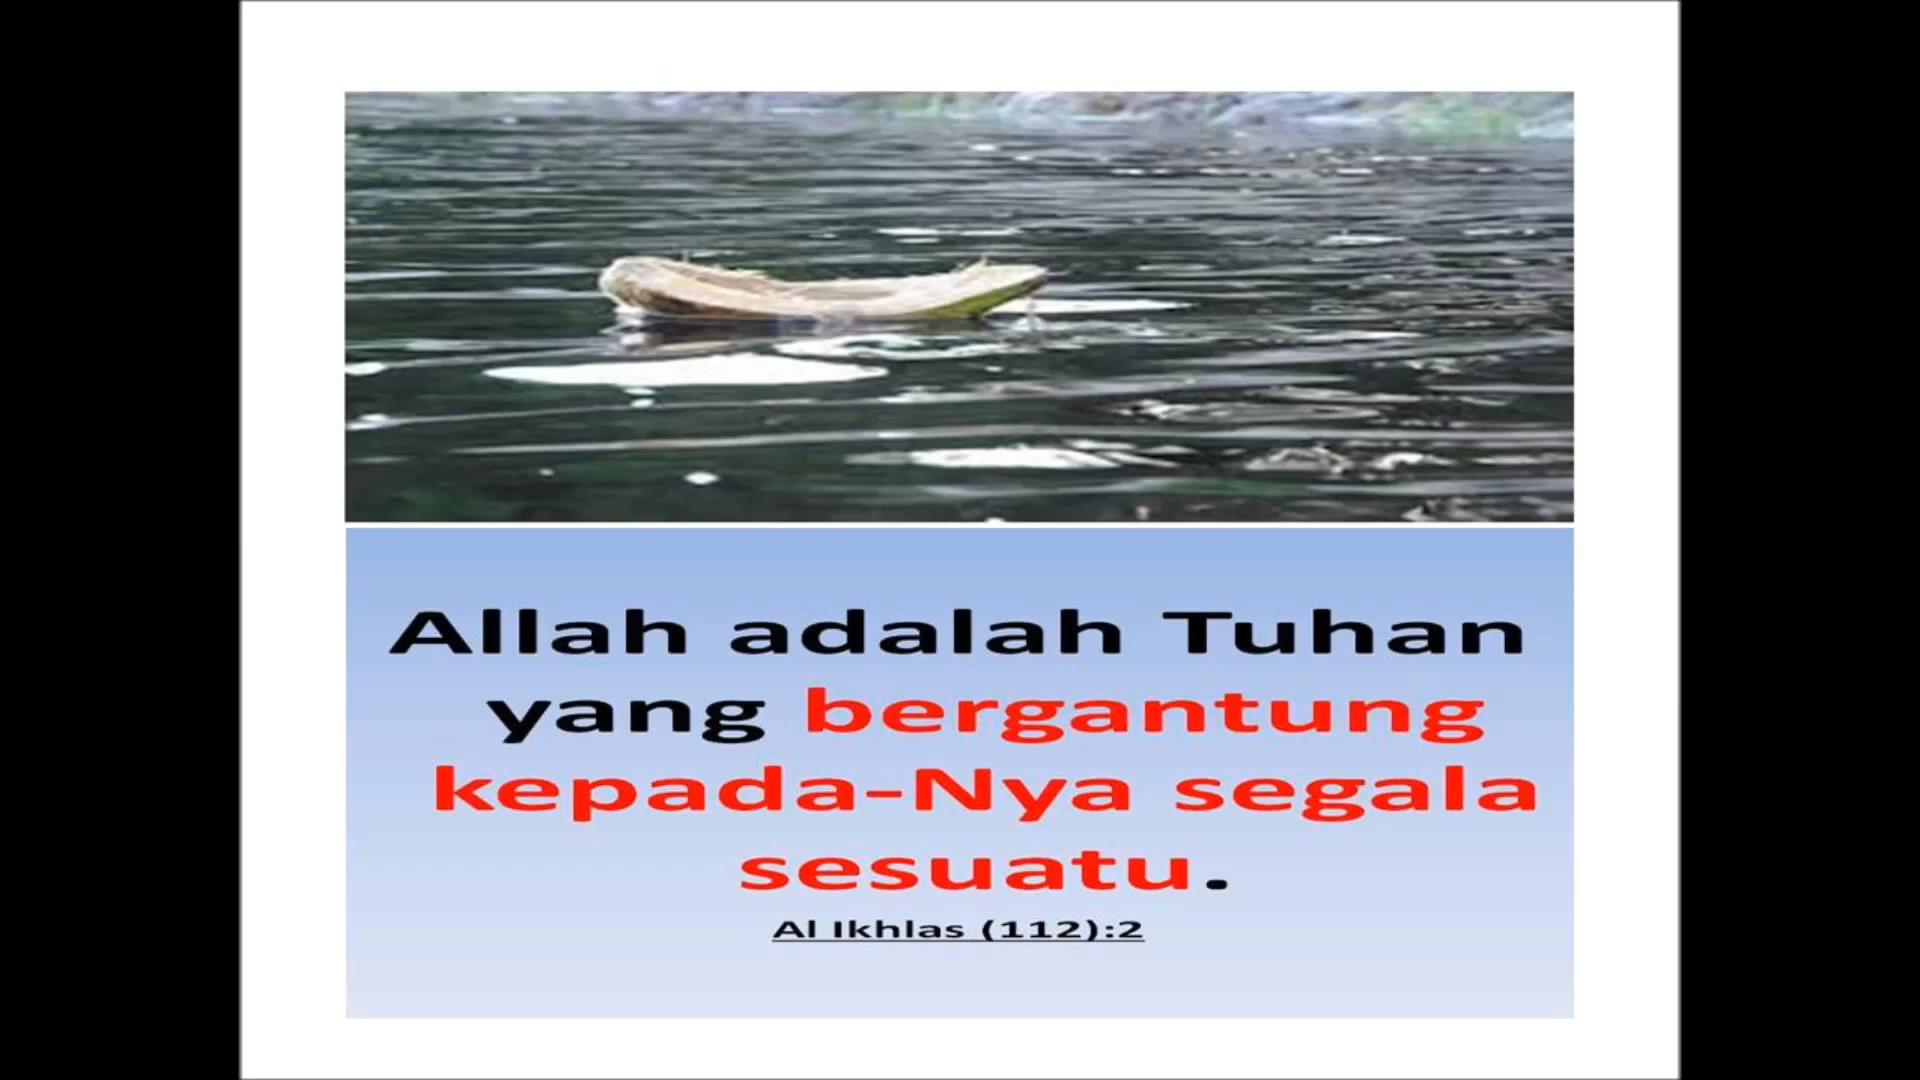 Allah adalah Tuhan
yang bergantung
kepada-Nya segala
sesuatu.
Al Ikhlas (112):2